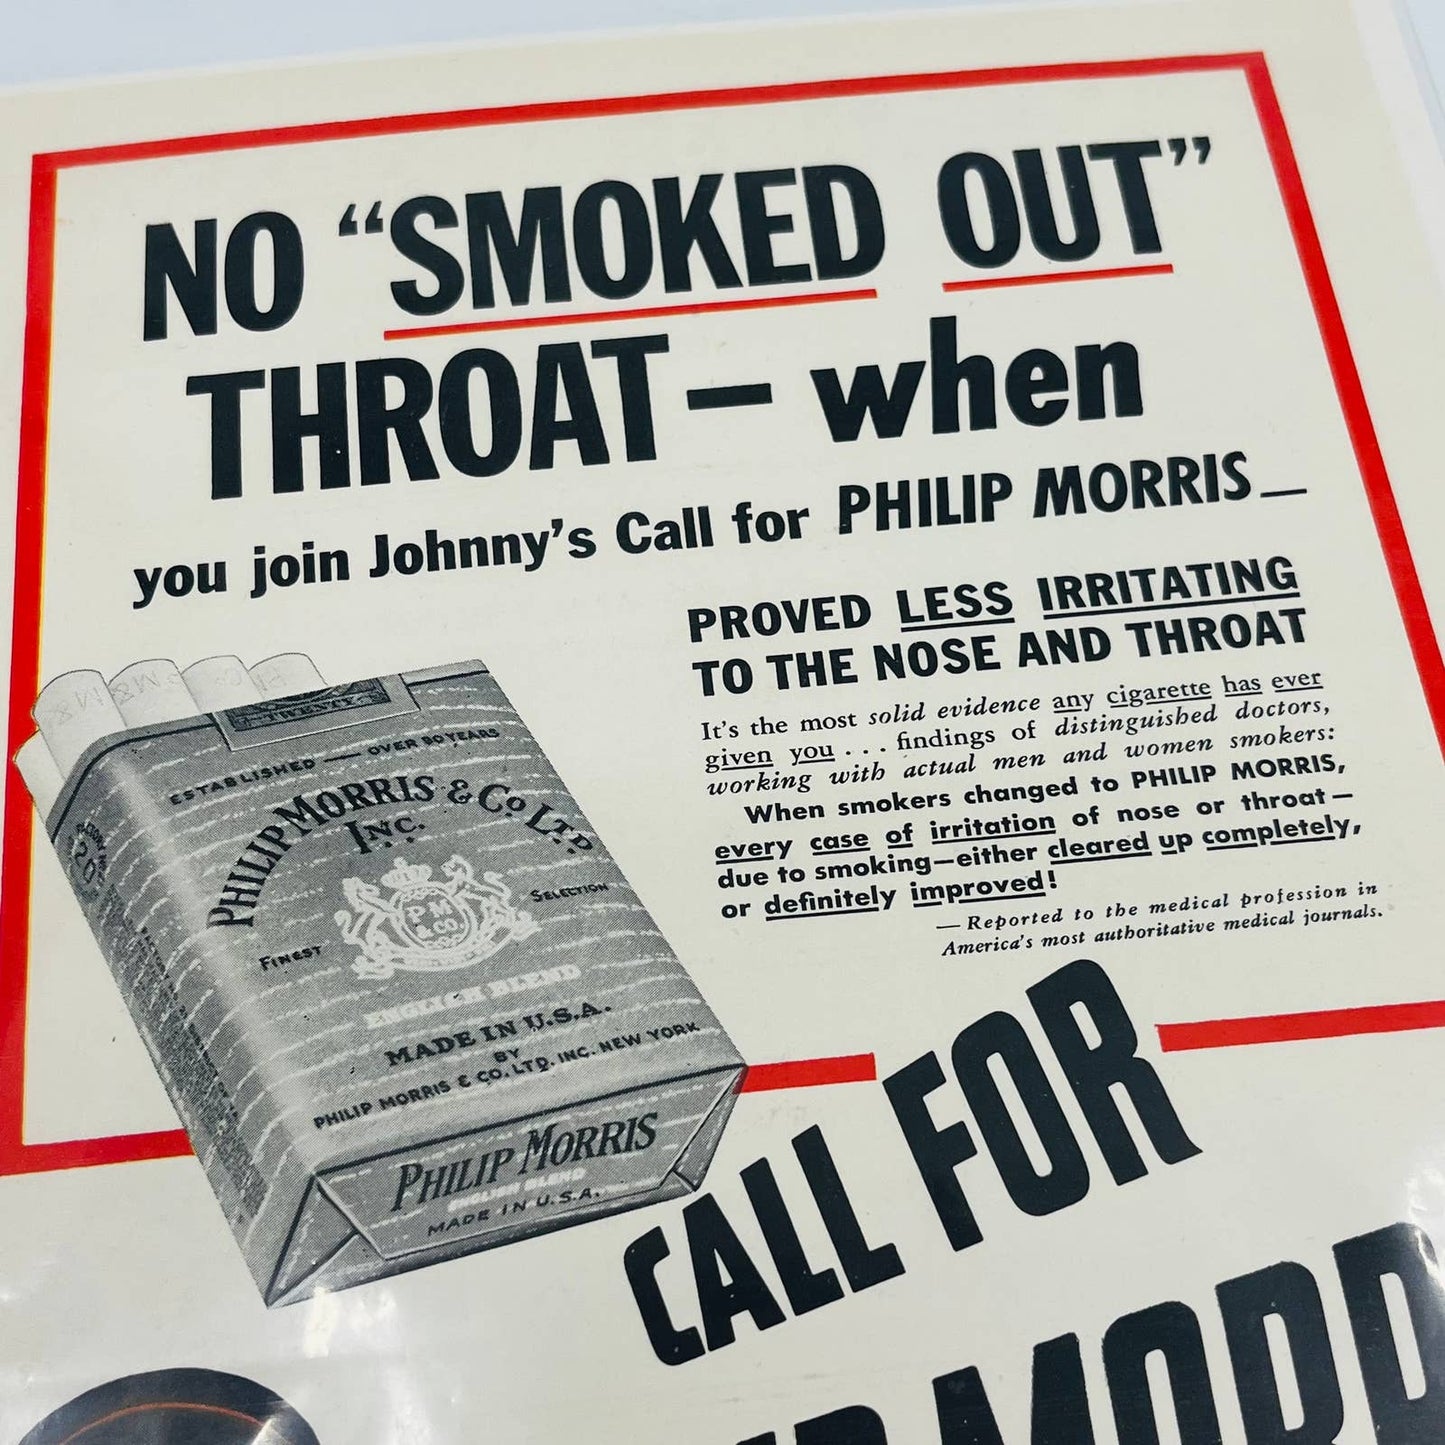 NO “SMOKED OUT”
THROAT – when
you join Johnny’s Call for PHILIP MORRIS –
PROVED LESS IRRITATING
TO THE NOSE AND THROAT
It’s the most solid evidence any cigarette has ever
given you . . . findings of distinguished doctors,
working with actual men and women smokers:
When smokers changed to PHILIP MORRIS,
every case of irritation of nose or throat—
due to smoking—either cleared up completely,
or definitely improved!
— Reported to the medical profession in
America’s most authoritative medical journals.
TWENTY
ESTABLISHED — OVER 90 YEARS
PHILIP MORRIS & CO. LTD
INC.
FINEST
SELECTION
P M
& CO.
ENGLISH BLEND
MADE IN U.S.A.
BY
PHILIP MORRIS & CO. LTD. INC. NEW YORK
PHILIP MORRIS
ENGLISH BLEND
MADE IN U.S.A.
CALL FOR
P MORR